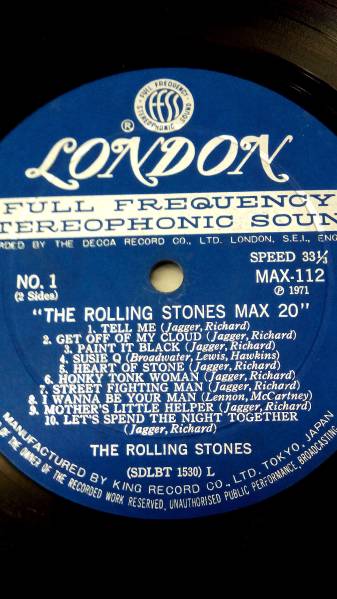 FULL FREQUENCY
FFSS
STEREOPHONIC SOUND
®
LONDON
FULL FREQUENCY
STEREOPHONIC SOUN
RDED BY THE DECCA RECORD CO., LTD. LONDON, S.E.I., ENG
SPEED 33⅓
NO. 1
(2 Sides)
MAX-112
Ⓟ 1971
"THE ROLLING STONES MAX 20"
1. TELL ME (Jagger, Richard)
2. GET OFF OF MY CLOUD (Jagger, Richard)
3. PAINT IT BLACK (Jagger, Richard)
4. SUSIE Q (Broadwater, Lewis, Hawkins)
5. HEART OF STONE (Jagger, Richard)
6. HONKY TONK WOMAN (Jagger, Richard)
7. STREET FIGHTING MAN (Jagger, Richard)
8. I WANNA BE YOUR MAN (Lennon, McCartney)
9. MOTHER'S LITTLE HELPER (Jagger, Richard)
10. LET'S SPEND THE NIGHT TOGETHER
(Jagger, Richard)
THE ROLLING STONES
(SDLBT 1530) L
MANUFACTURED BY KING RECORD CO., LTD. TOKYO, JAPAN
OF THE OWNER OF THE RECORDED WORK RESERVED, UNAUTHORISED PUBLIC PERFORMANCE, BROADCASTING